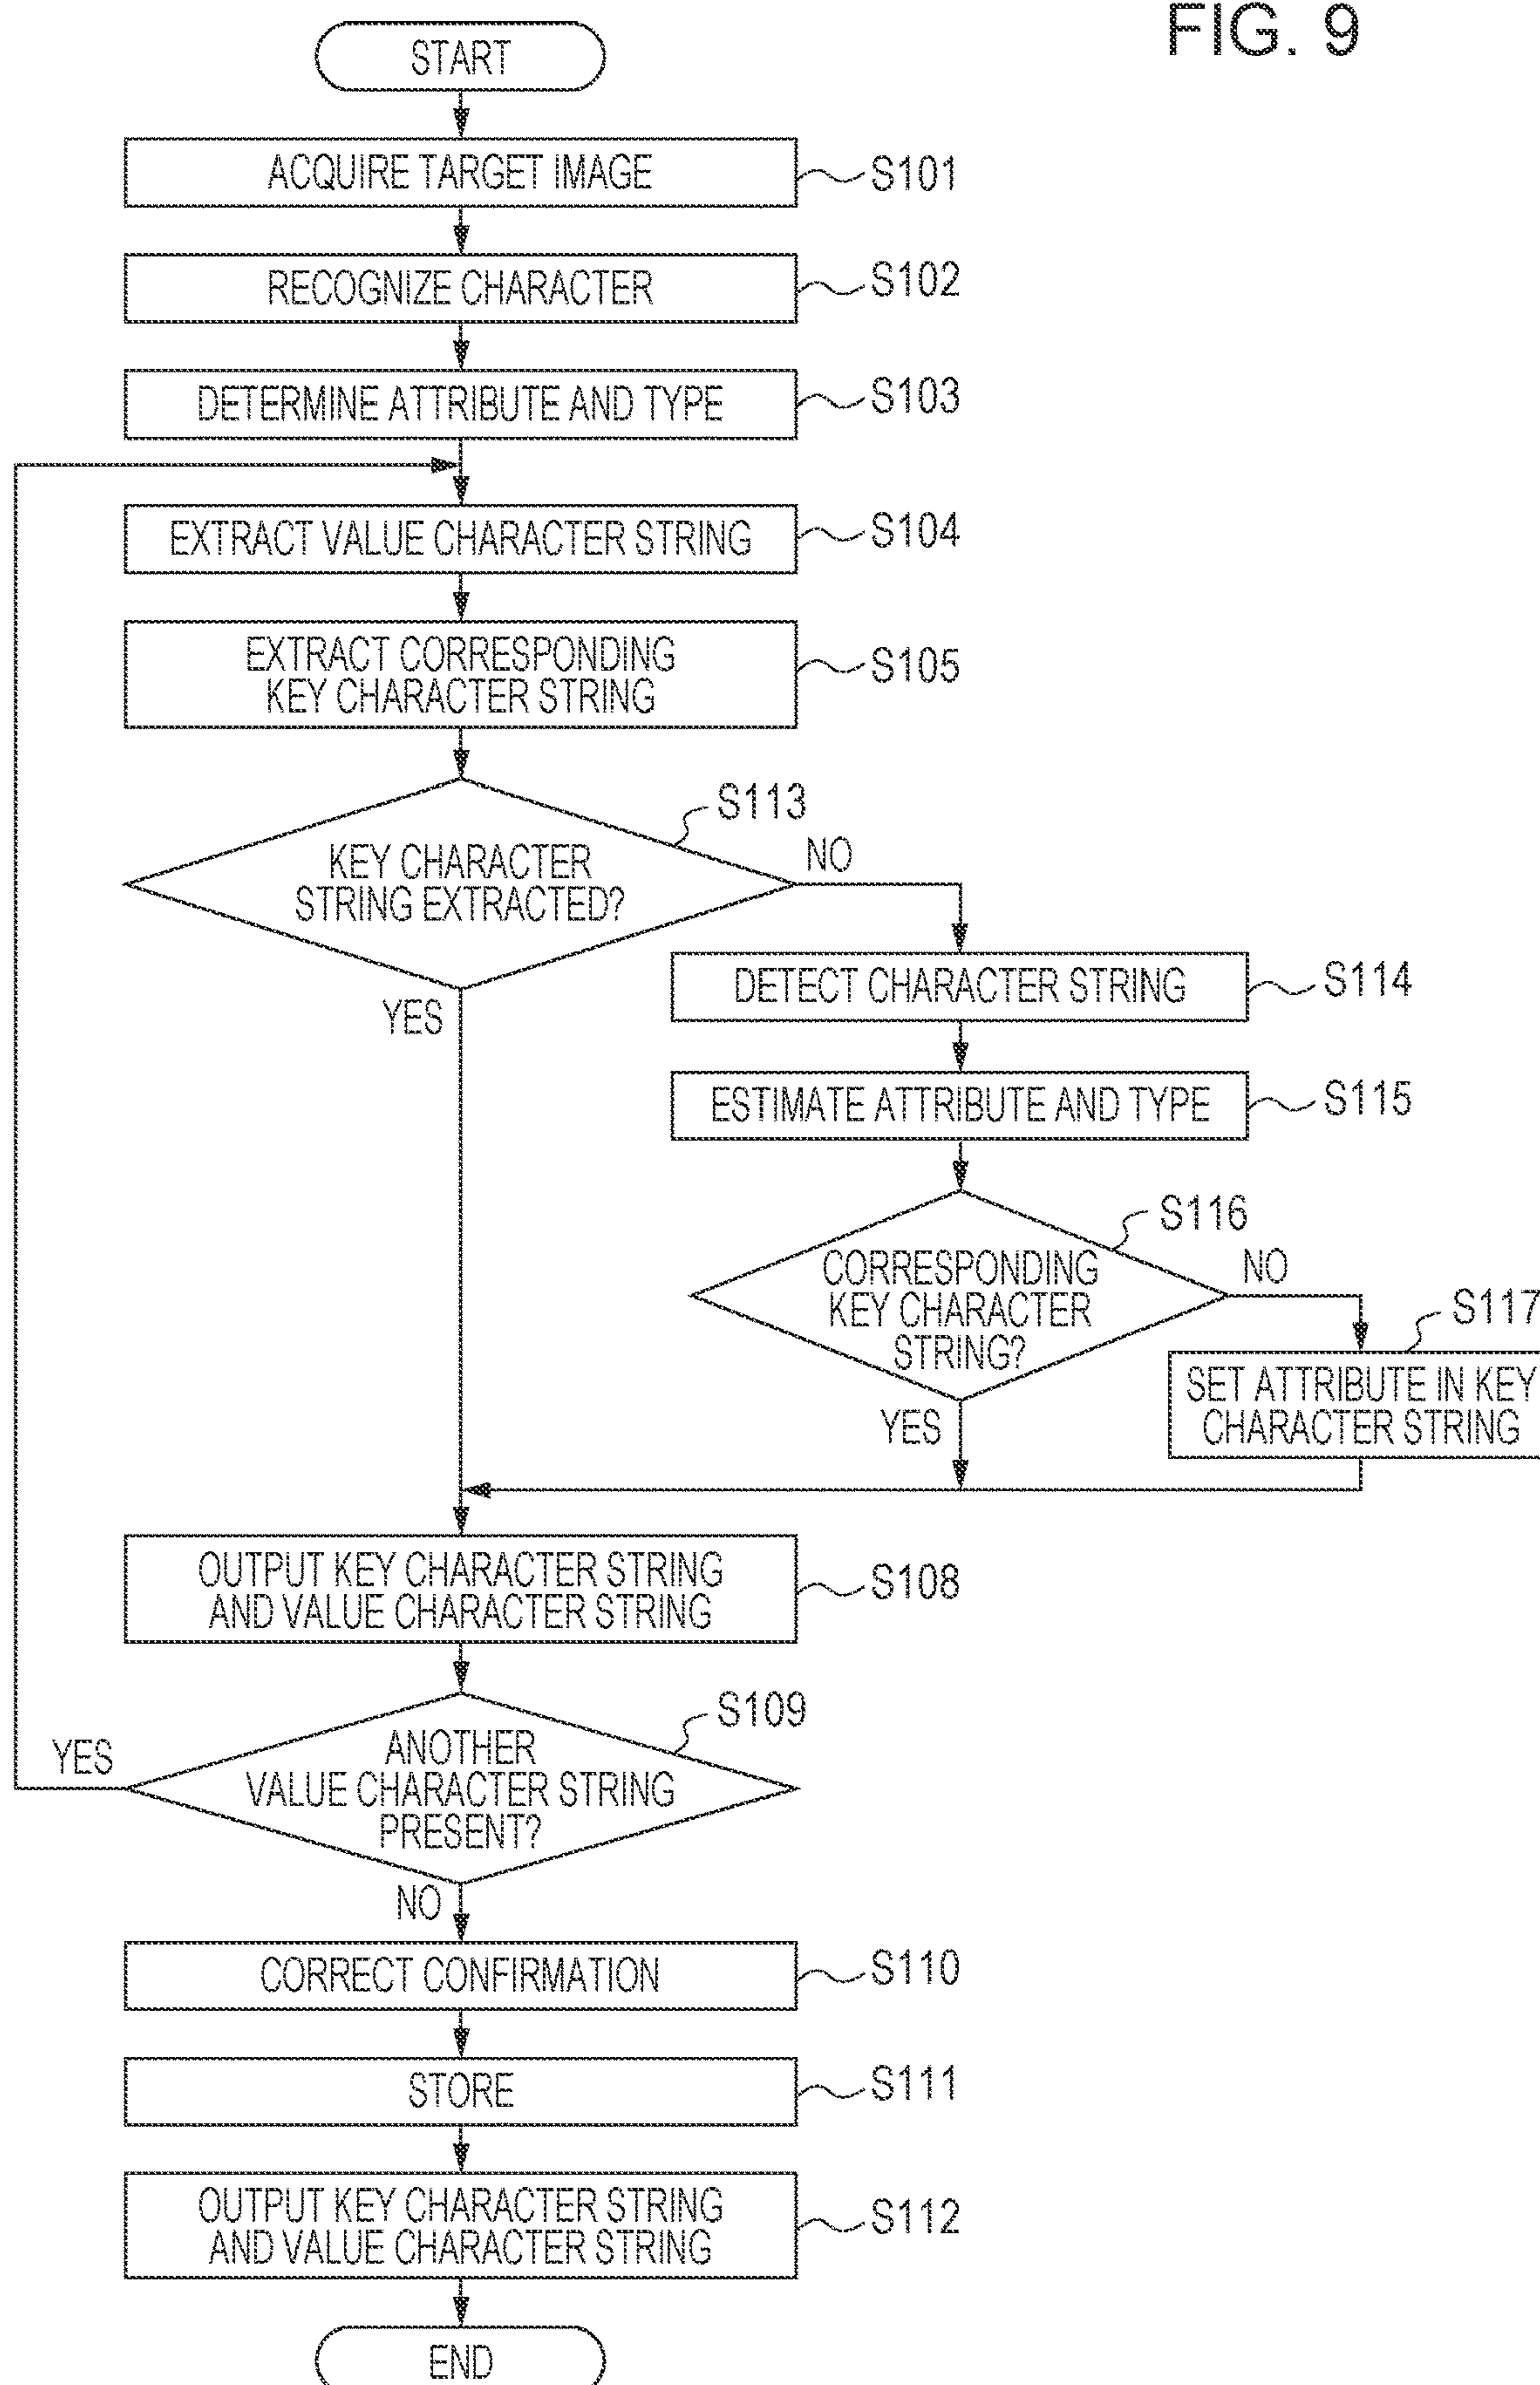 FIG. 9
START
ACQUIRE TARGET IMAGE
S101
RECOGNIZE CHARACTER
S102
DETERMINE ATTRIBUTE AND TYPE
S103
EXTRACT VALUE CHARACTER STRING
S104
EXTRACT CORRESPONDING
KEY CHARACTER STRING
S105
S113
KEY CHARACTER
STRING EXTRACTED?
NO
YES
DETECT CHARACTER STRING
S114
ESTIMATE ATTRIBUTE AND TYPE
S115
S116
CORRESPONDING
KEY CHARACTER
STRING?
NO
YES
S117
SET ATTRIBUTE IN KEY
CHARACTER STRING
OUTPUT KEY CHARACTER STRING
AND VALUE CHARACTER STRING
S108
S109
ANOTHER
VALUE CHARACTER STRING
PRESENT?
YES
NO
CORRECT CONFIRMATION
S110
STORE
S111
OUTPUT KEY CHARACTER STRING
AND VALUE CHARACTER STRING
S112
END